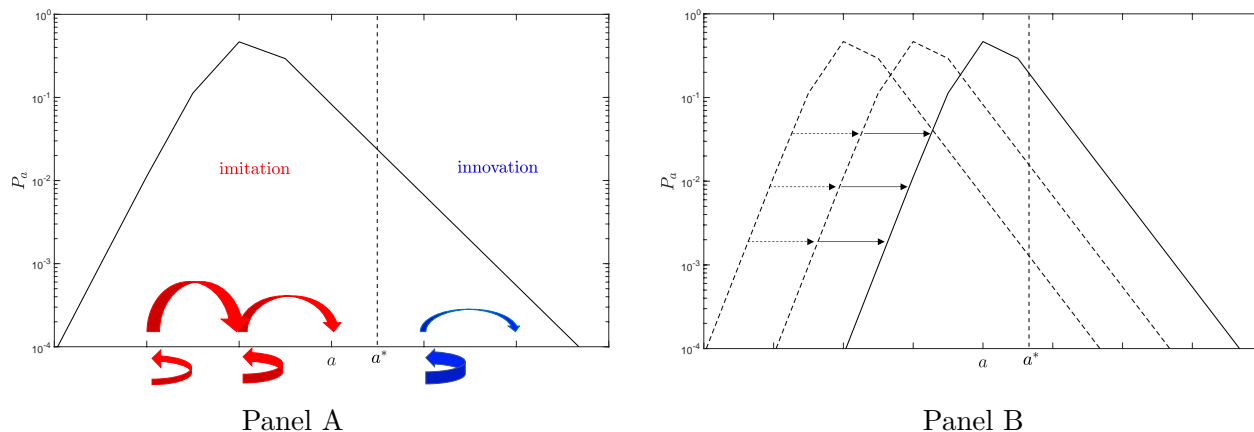 10^0
10^-1
10^-2
10^-3
10^-4
P_a
imitation
innovation
a
a*
Panel A
10^0
10^-1
10^-2
10^-3
10^-4
P_a
a
a*
Panel B